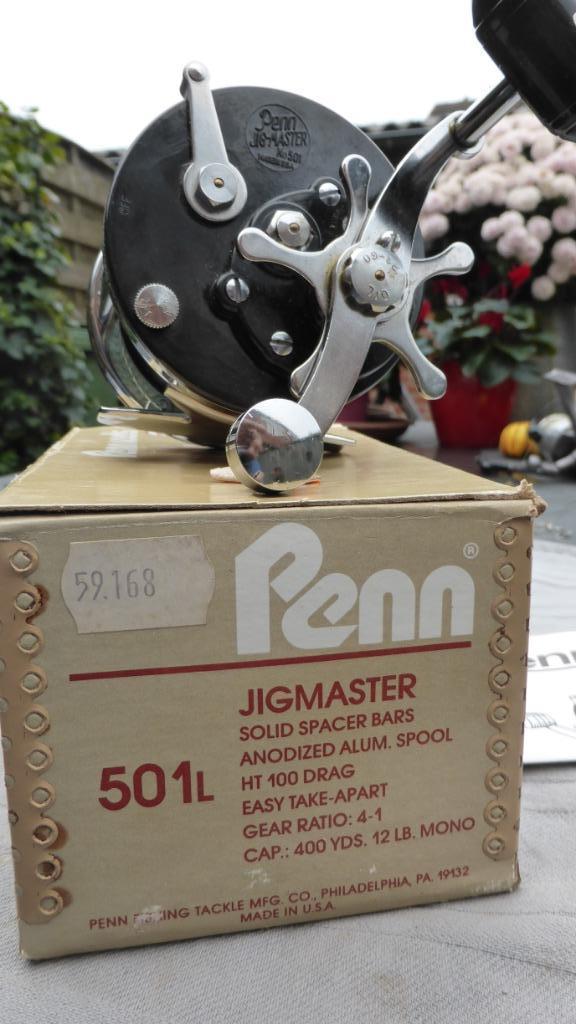 Penn
JIG-MASTER
No 501
OFF
59.168
Penn®
JIGMASTER
SOLID SPACER BARS
ANODIZED ALUM. SPOOL
501L
HT 100 DRAG
EASY TAKE-APART
GEAR RATIO: 4-1
CAP.: 400 YDS. 12 LB. MONO
PENN FISHING TACKLE MFG. CO., PHILADELPHIA, PA. 19132
MADE IN U.S.A.